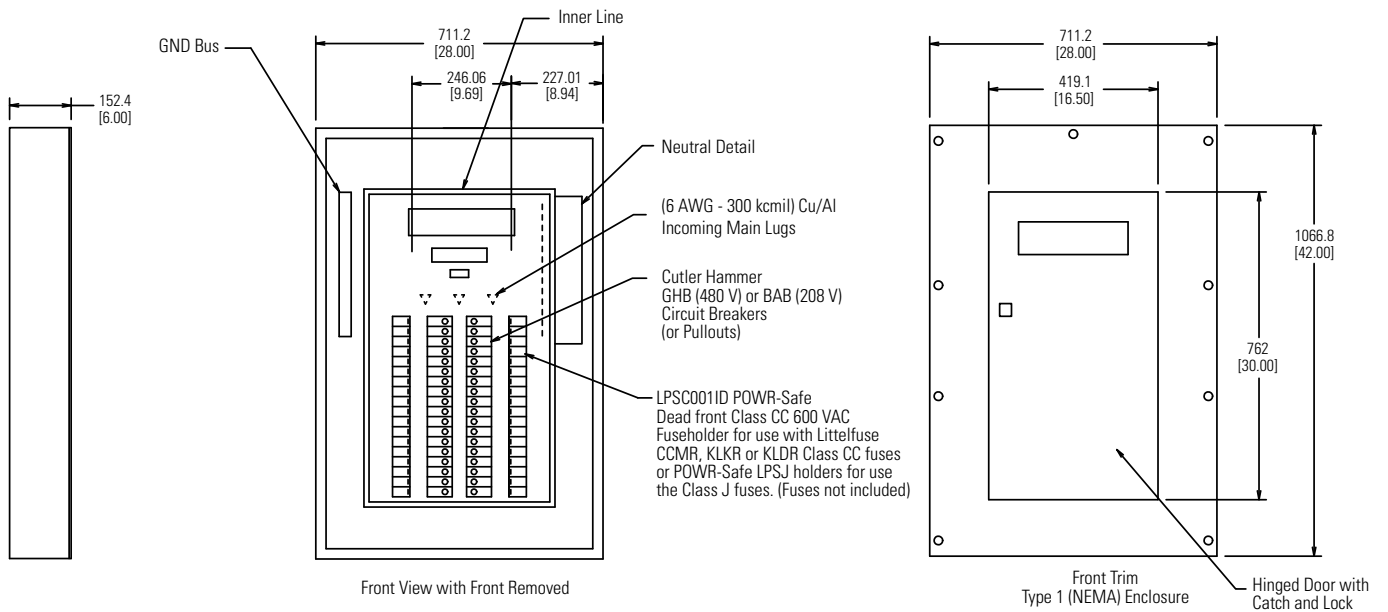 152.4
[6.00]
GND Bus
711.2
[28.00]
Inner Line
246.06
[9.69]
227.01
[8.94]
Neutral Detail
(6 AWG - 300 kcmil) Cu/Al
Incoming Main Lugs
Cutler Hammer
GHB (480 V) or BAB (208 V)
Circuit Breakers
(or Pullouts)
LPSC001ID POWR-Safe
Dead front Class CC 600 VAC
Fuseholder for use with Littelfuse
CCMR, KLKR or KLDR Class CC fuses
or POWR-Safe LPSJ holders for use
the Class J fuses. (Fuses not included)
Front View with Front Removed
711.2
[28.00]
419.1
[16.50]
1066.8
[42.00]
762
[30.00]
Front Trim
Type 1 (NEMA) Enclosure
Hinged Door with
Catch and Lock